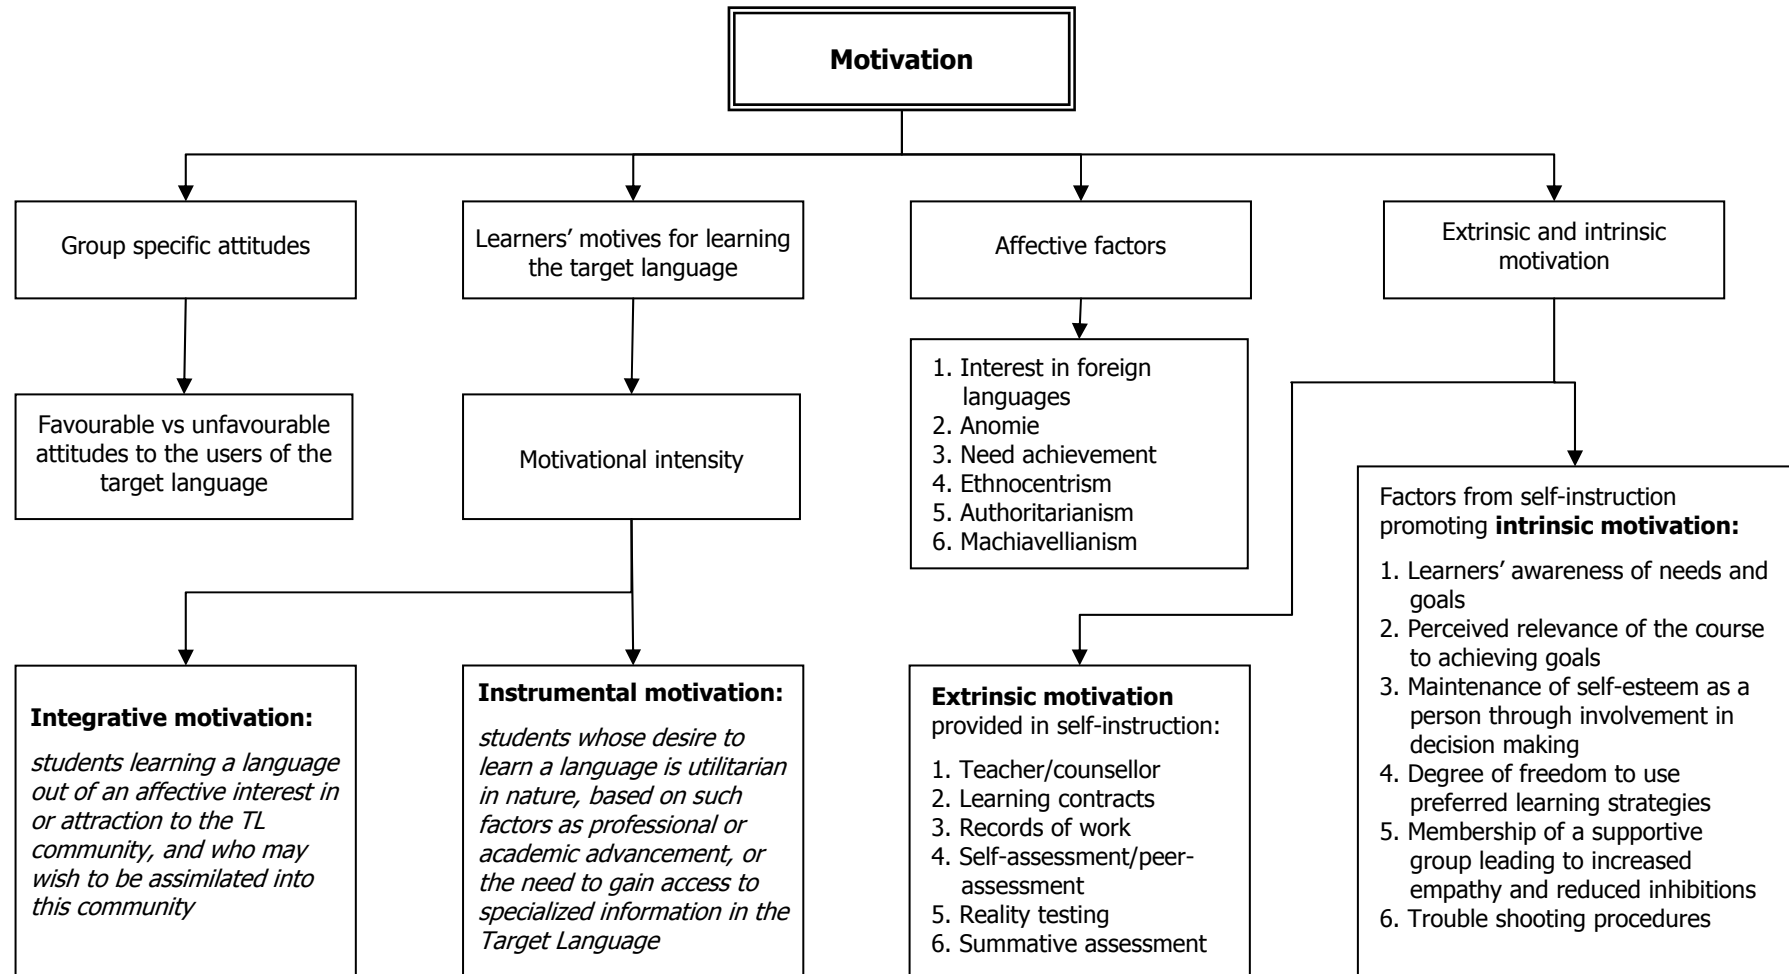 Motivation
Group specific attitudes
Learners’ motives for learning
the target language
Affective factors
Extrinsic and intrinsic
motivation
Favourable vs unfavourable
attitudes to the users of the
target language
Motivational intensity
1. Interest in foreign
languages
2. Anomie
3. Need achievement
4. Ethnocentrism
5. Authoritarianism
6. Machiavellianism
Integrative motivation:
students learning a language
out of an affective interest in
or attraction to the TL
community, and who may
wish to be assimilated into
this community
Instrumental motivation:
students whose desire to
learn a language is utilitarian
in nature, based on such
factors as professional or
academic advancement, or
the need to gain access to
specialized information in the
Target Language
Extrinsic motivation
provided in self-instruction:
1. Teacher/counsellor
2. Learning contracts
3. Records of work
4. Self-assessment/peer-
assessment
5. Reality testing
6. Summative assessment
Factors from self-instruction
promoting intrinsic motivation:
1. Learners’ awareness of needs and
goals
2. Perceived relevance of the course
to achieving goals
3. Maintenance of self-esteem as a
person through involvement in
decision making
4. Degree of freedom to use
preferred learning strategies
5. Membership of a supportive
group leading to increased
empathy and reduced inhibitions
6. Trouble shooting procedures